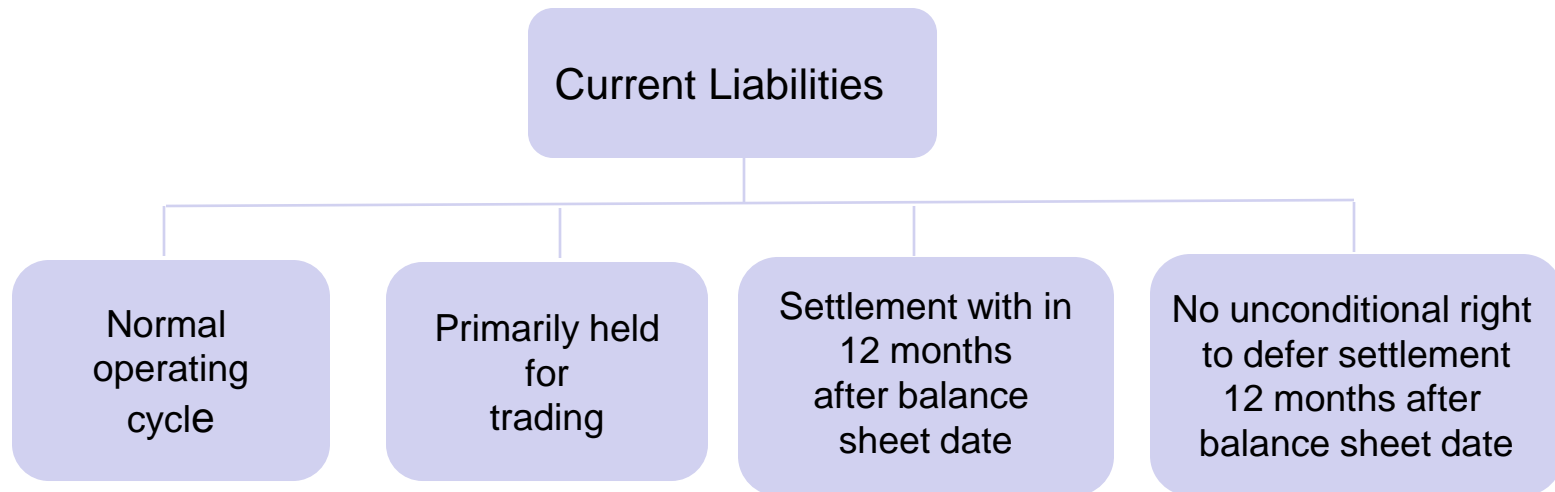 Current Liabilities
Normal
operating
cycle
Primarily held
for
trading
Settlement with in
12 months
after balance
sheet date
No unconditional right
to defer settlement
12 months after
balance sheet date